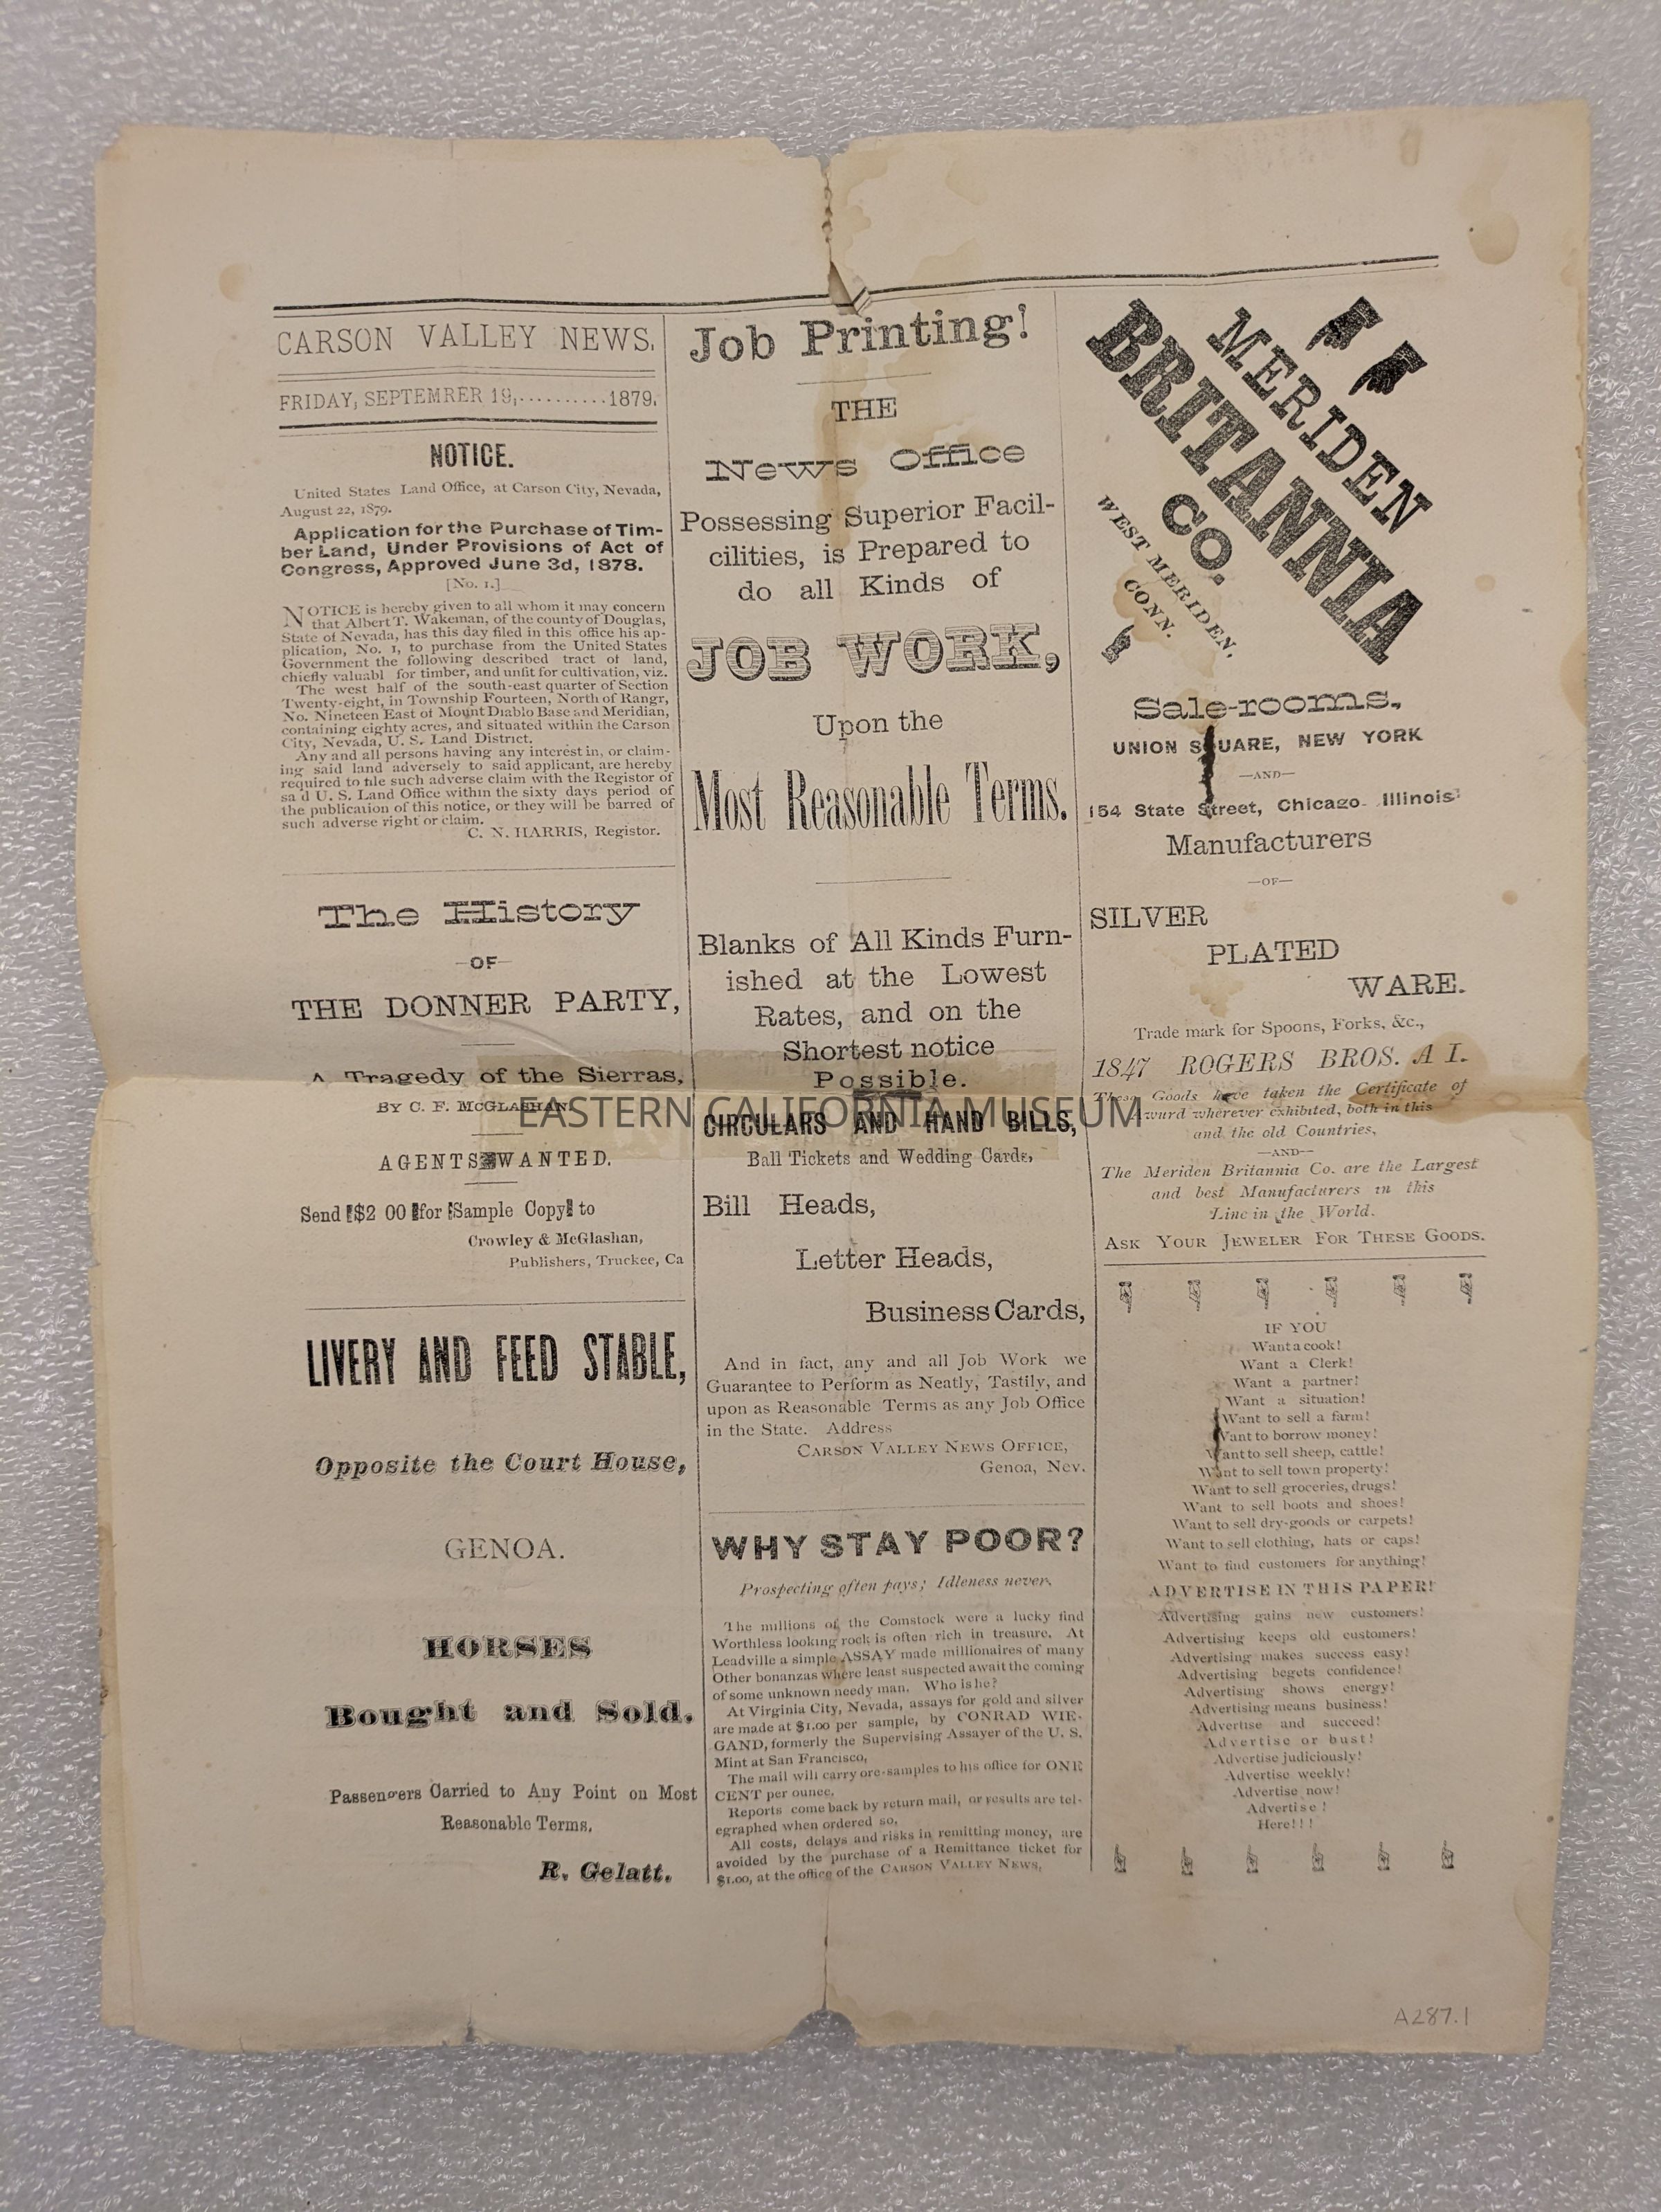 CARSON VALLEY NEWS.
FRIDAY, SEPTEMRER 19,..........1879.
NOTICE.
United States Land Office, at Carson City, Nevada,
August 22, 1879.
Application for the Purchase of Tim-
ber Land, Under Provisions of Act of
Congress, Approved June 3d, 1878.
[No. 1.]
NOTICE is hereby given to all whom it may concern
that Albert T. Wakeman, of the county of Douglas,
State of Nevada, has this day filed in this office his ap-
plication, No. 1, to purchase from the United States
Government the following described tract of land,
chiefly valuabl for timber, and unfit for cultivation, viz.
The west half of the south-east quarter of Section
Twenty-eight, in Township Fourteen, North of Rangr,
No. Nineteen East of Mount Diablo Base and Meridian,
containing eighty acres, and situated within the Carson
City, Nevada, U. S. Land District.
Any and all persons having any interest in, or claim-
ing said land adversely to said applicant, are hereby
required to file such adverse claim with the Registor of
sa d U. S. Land Office within the sixty days period of
the publication of this notice, or they will be barred of
such adverse right or claim.
C. N. HARRIS, Registor.
The History
—OF—
THE DONNER PARTY,
A Tragedy of the Sierras,
BY C. F. McGLASHAN.
AGENTS WANTED.
Send $2 00 for Sample Copy to
Crowley & McGlashan,
Publishers, Truckee, Ca
LIVERY AND FEED STABLE,
Opposite the Court House,
GENOA.
HORSES
Bought and Sold.
Passengers Carried to Any Point on Most
Reasonable Terms.
R. Gelatt.
Job Printing!
THE
News Office
Possessing Superior Facil-
cilities, is Prepared to
do all Kinds of
JOB WORK,
Upon the
Most Reasonable Terms.
Blanks of All Kinds Furn-
ished at the Lowest
Rates, and on the
Shortest notice
Possible.
CIRCULARS AND HAND BILLS,
Ball Tickets and Wedding Cards,
Bill Heads,
Letter Heads,
Business Cards,
And in fact, any and all Job Work we
Guarantee to Perform as Neatly, Tastily, and
upon as Reasonable Terms as any Job Office
in the State. Address
CARSON VALLEY NEWS OFFICE,
Genoa, Nev.
WHY STAY POOR?
Prospecting often pays; Idleness never.
The millions of the Comstock were a lucky find
Worthless looking rock is often rich in treasure. At
Leadville a simple ASSAY made millionaires of many
Other bonanzas where least suspected await the coming
of some unknown needy man. Who is he?
At Virginia City, Nevada, assays for gold and silver
are made at $1.00 per sample, by CONRAD WIE-
GAND, formerly the Supervising Assayer of the U. S.
Mint at San Francisco,
The mail will carry ore-samples to his office for ONE
CENT per ounce.
Reports come back by return mail, or results are tel-
egraphed when ordered so,
All costs, delays and risks in remitting money, are
avoided by the purchase of a Remittance ticket for
$1.00, at the office of the CARSON VALLEY NEWS,
MERIDEN
BRITANNIA
CO.
WEST MERIDEN,
CONN.
Sale-rooms,
UNION SQUARE, NEW YORK
—AND—
154 State Street, Chicago Illinois
Manufacturers
—OF—
SILVER
PLATED
WARE.
Trade mark for Spoons, Forks, &c.,
1847 ROGERS BROS. A I.
These Goods have taken the Certificate of
Awurd wherever exhibited, both in this
and the old Countries,
—AND—
The Meriden Britannia Co. are the Largest
and best Manufacturers in this
Line in the World.
ASK YOUR JEWELER FOR THESE GOODS.
IF YOU
Want a cook!
Want a Clerk!
Want a partner!
Want a situation!
Want to sell a farm!
Want to borrow money!
Want to sell sheep, cattle!
Want to sell town property!
Want to sell groceries, drugs!
Want to sell boots and shoes!
Want to sell dry-goods or carpets!
Want to sell clothing, hats or caps!
Want to find customers for anything!
ADVERTISE IN THIS PAPER!
Advertising gains new customers!
Advertising keeps old customers!
Advertising makes success easy!
Advertising begets confidence!
Advertising shows energy!
Advertising means business!
Advertise and succeed!
Advertise or bust!
Advertise judiciously!
Advertise weekly!
Advertise now!
Advertise!
Here!!!
EASTERN CALIFORNIA MUSEUM
A287.1